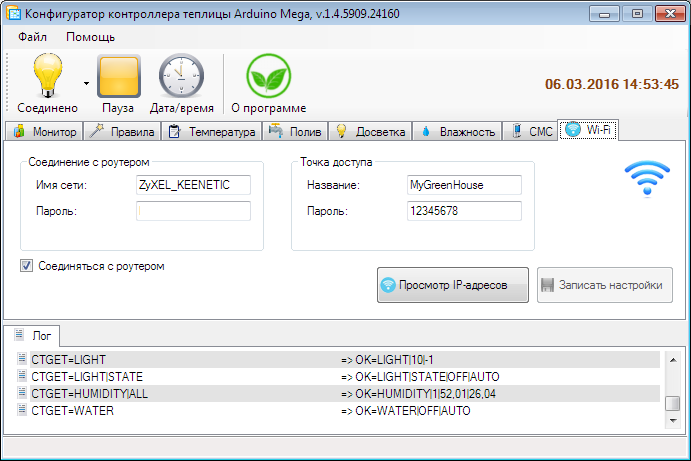 Конфигуратор контроллера теплицы Arduino Mega, v.1.4.5909.24160
Файл Помощь
Соединено Пауза Дата/время О программе
06.03.2016 14:53:45
Монитор Правила Температура Полив Досветка Влажность СМС Wi-Fi
Соединение с роутером
Имя сети: ZyXEL_KEENETIC
Пароль:
Точка доступа
Название: MyGreenHouse
Пароль: 12345678
Соединяться с роутером
Просмотр IP-адресов
Записать настройки
Лог
CTGET=LIGHT => OK=LIGHT|10|-1
CTGET=LIGHT|STATE => OK=LIGHT|STATE|OFF|AUTO
CTGET=HUMIDITY|ALL => OK=HUMIDITY|1|52,01|26,04
CTGET=WATER => OK=WATER|OFF|AUTO